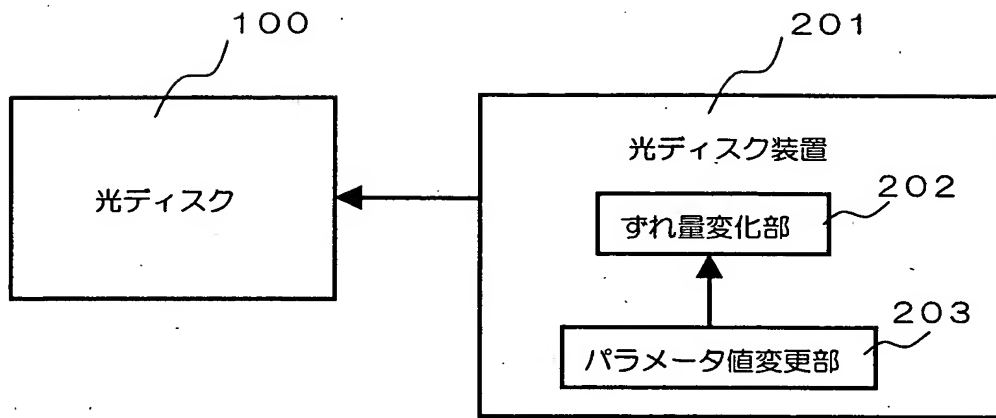 １００
２０１
光ディスク
光ディスク装置
２０２
ずれ量変化部
２０３
パラメータ値変更部